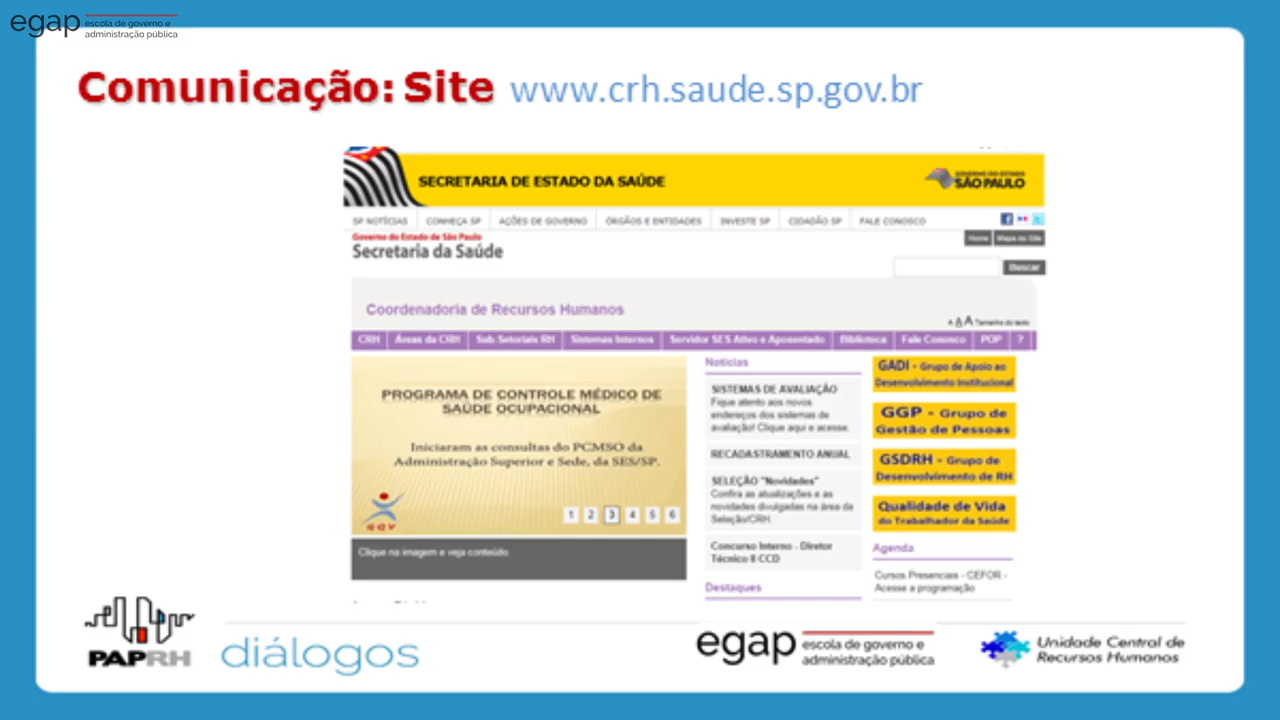 egap escola de governo e
administração pública
Comunicação: Site www.crh.saude.sp.gov.br
SECRETARIA DE ESTADO DA SAÚDE
GOVERNO DO ESTADO
SÃO PAULO
SP NOTÍCIAS CONHEÇA SP AÇÕES DE GOVERNO ÓRGÃOS E ENTIDADES INVESTE SP CIDADÃO SP FALE CONOSCO
Governo do Estado de São Paulo
Secretaria da Saúde
Home Mapa do Site
Buscar
Coordenadoria de Recursos Humanos
A A A Tamanho do texto
CRH Áreas da CRH Sub-Setoriais RH Sistemas Internos Servidor SES Ativo e Aposentado Biblioteca Fale Conosco POP ?
PROGRAMA DE CONTROLE MÉDICO DE
SAÚDE OCUPACIONAL
Iniciaram as consultas do PCMSO da
Administração Superior e Sede, da SES/SP.
1 2 3 4 5 6
Clique na imagem e veja conteúdo
Notícias
SISTEMAS DE AVALIAÇÃO
Fique atento aos novos
endereços dos sistemas de
avaliação! Clique aqui e acesse.
RECADASTRAMENTO ANUAL
SELEÇÃO "Novidades"
Confira as atualizações e as
novidades divulgadas na área da
Seleção/CRH.
Concurso Interno - Diretor
Técnico II CCD
Destaques
GADI - Grupo de Apoio ao
Desenvolvimento Institucional
GGP - Grupo de
Gestão de Pessoas
GSDRH - Grupo de
Desenvolvimento de RH
Qualidade de Vida
do Trabalhador da Saúde
Agenda
Cursos Presenciais - CEFOR -
Acesse a programação
PAPRH
diálogos
egap escola de governo e
administração pública
Unidade Central de
Recursos Humanos